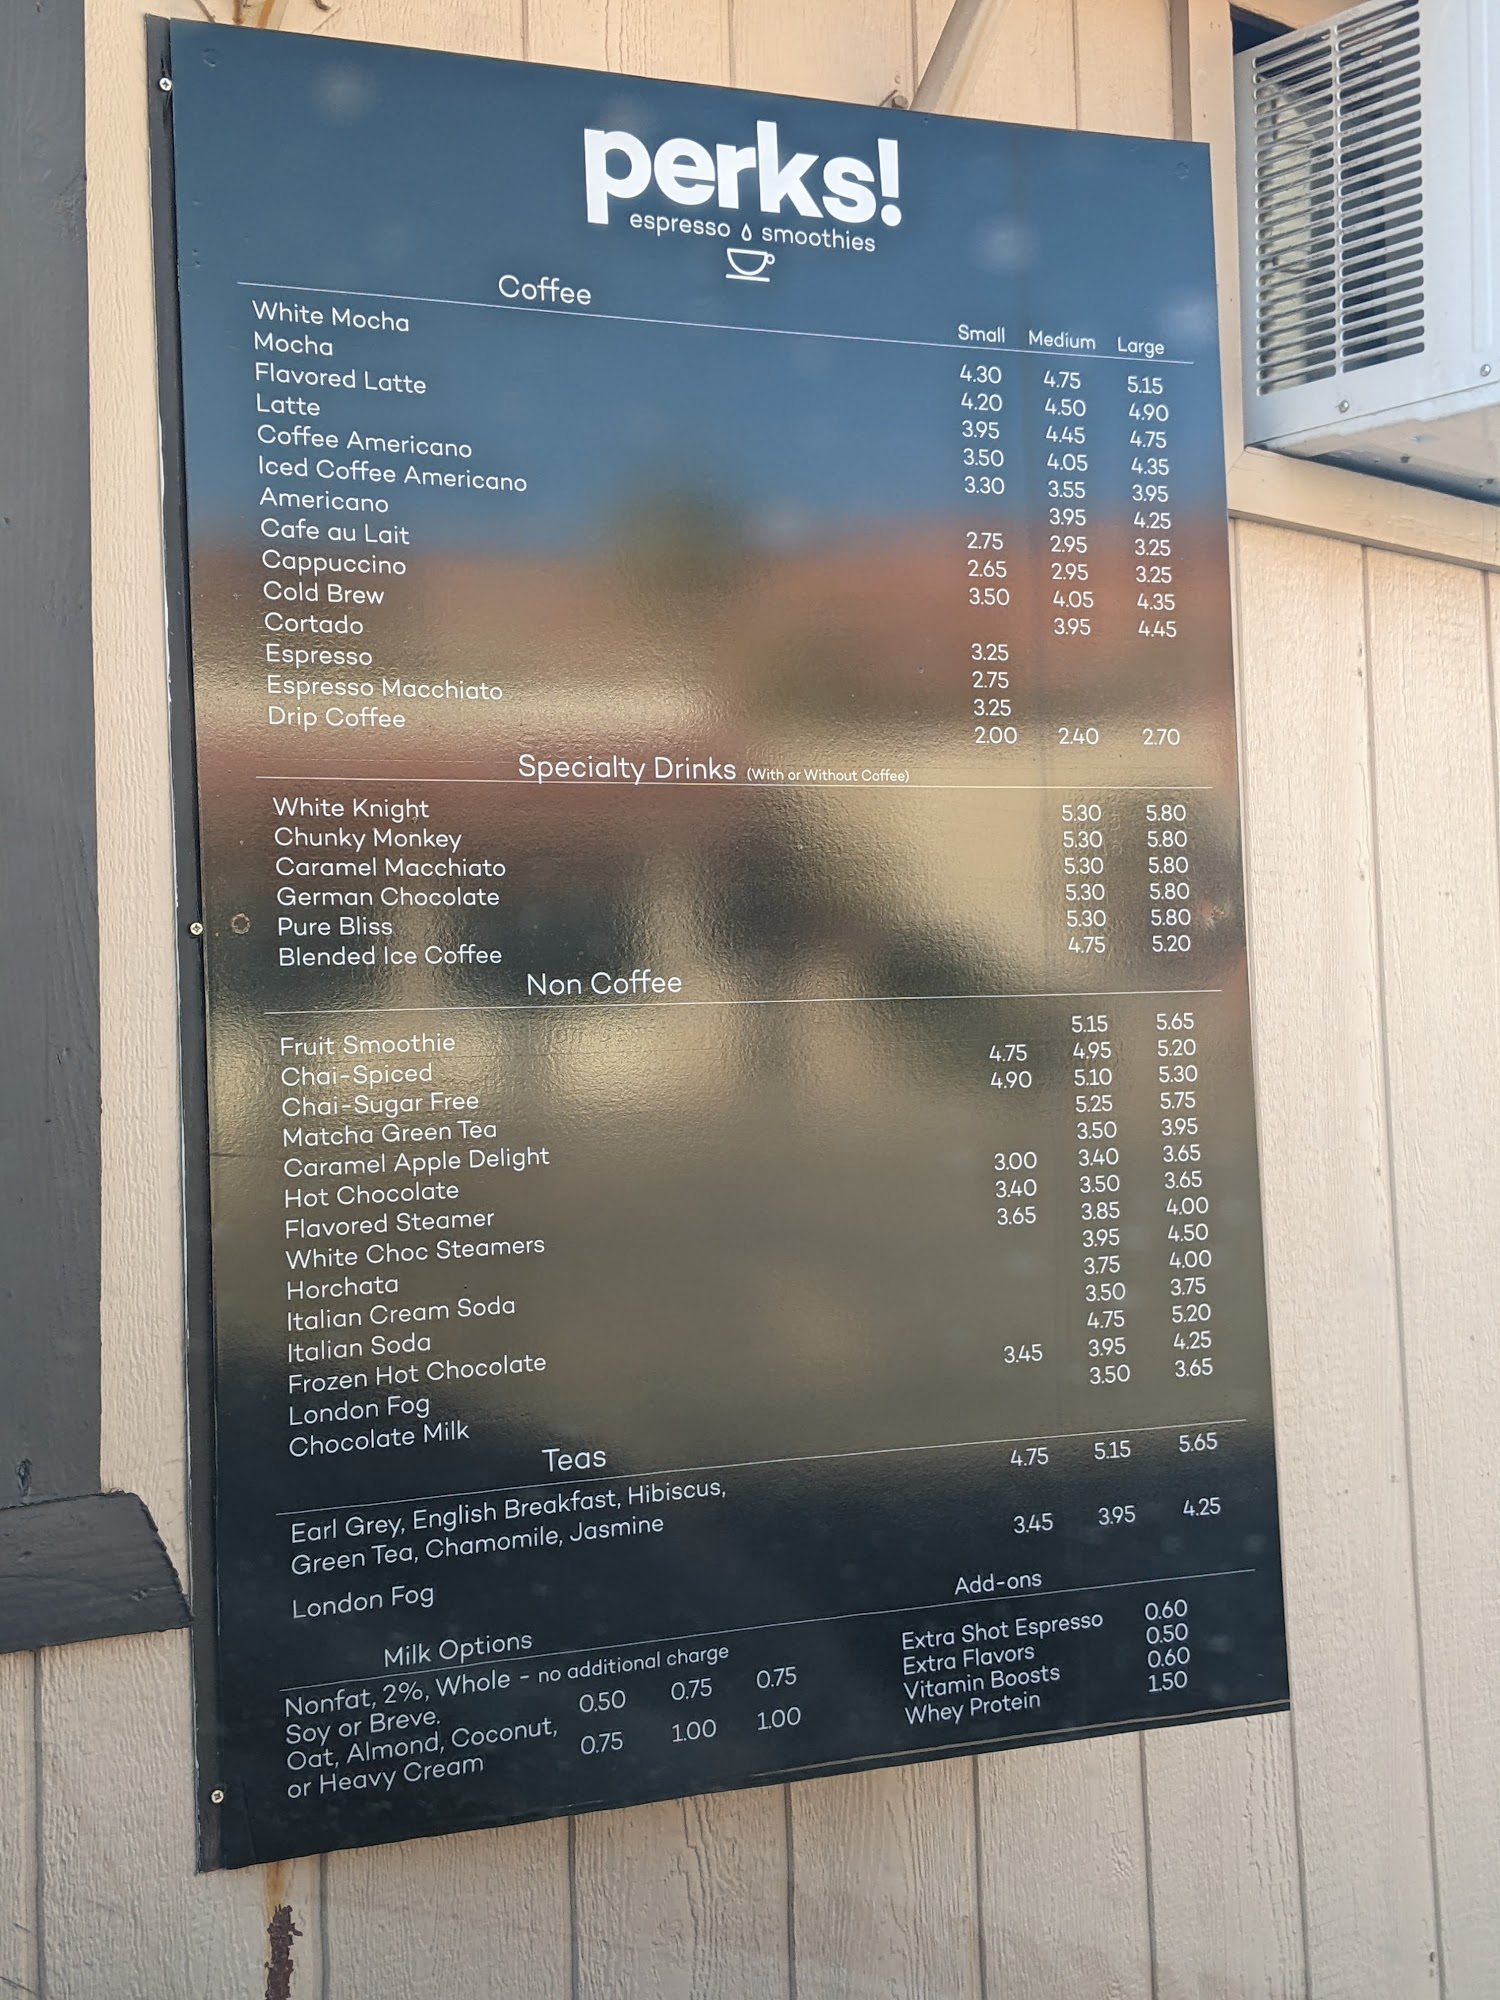 perks!
espresso smoothies
Coffee Small Medium Large
White Mocha 4.30 4.75 5.15
Mocha 4.20 4.50 4.90
Flavored Latte 3.95 4.45 4.75
Latte 3.50 4.05 4.35
Coffee Americano 3.30 3.55 3.95
Iced Coffee Americano 3.95 4.25
Americano 2.75 2.95 3.25
Cafe au Lait 2.65 2.95 3.25
Cappuccino 3.50 4.05 4.35
Cold Brew 3.95 4.45
Cortado 3.25
Espresso 2.75
Espresso Macchiato 3.25
Drip Coffee 2.00 2.40 2.70
Specialty Drinks (With or Without Coffee)
White Knight 5.30 5.80
Chunky Monkey 5.30 5.80
Caramel Macchiato 5.30 5.80
German Chocolate 5.30 5.80
Pure Bliss 5.30 5.80
Blended Ice Coffee 4.75 5.20
Non Coffee
Fruit Smoothie 5.15 5.65
Chai-Spiced 4.75 4.95 5.20
Chai-Sugar Free 4.90 5.10 5.30
Matcha Green Tea 5.25 5.75
Caramel Apple Delight 3.50 3.95
Hot Chocolate 3.00 3.40 3.65
Flavored Steamer 3.40 3.50 3.65
White Choc Steamers 3.65 3.85 4.00
Horchata 3.95 4.50
Italian Cream Soda 3.75 4.00
Italian Soda 3.50 3.75
Frozen Hot Chocolate 4.75 5.20
London Fog 3.45 3.95 4.25
Chocolate Milk 3.50 3.65
Teas
Earl Grey, English Breakfast, Hibiscus, 4.75 5.15 5.65
Green Tea, Chamomile, Jasmine
London Fog 3.45 3.95 4.25
Milk Options
Nonfat, 2%, Whole - no additional charge
Soy or Breve. 0.50 0.75 0.75
Oat, Almond, Coconut, 0.75 1.00 1.00
or Heavy Cream
Add-ons
Extra Shot Espresso 0.60
Extra Flavors 0.50
Vitamin Boosts 0.60
Whey Protein 1.50